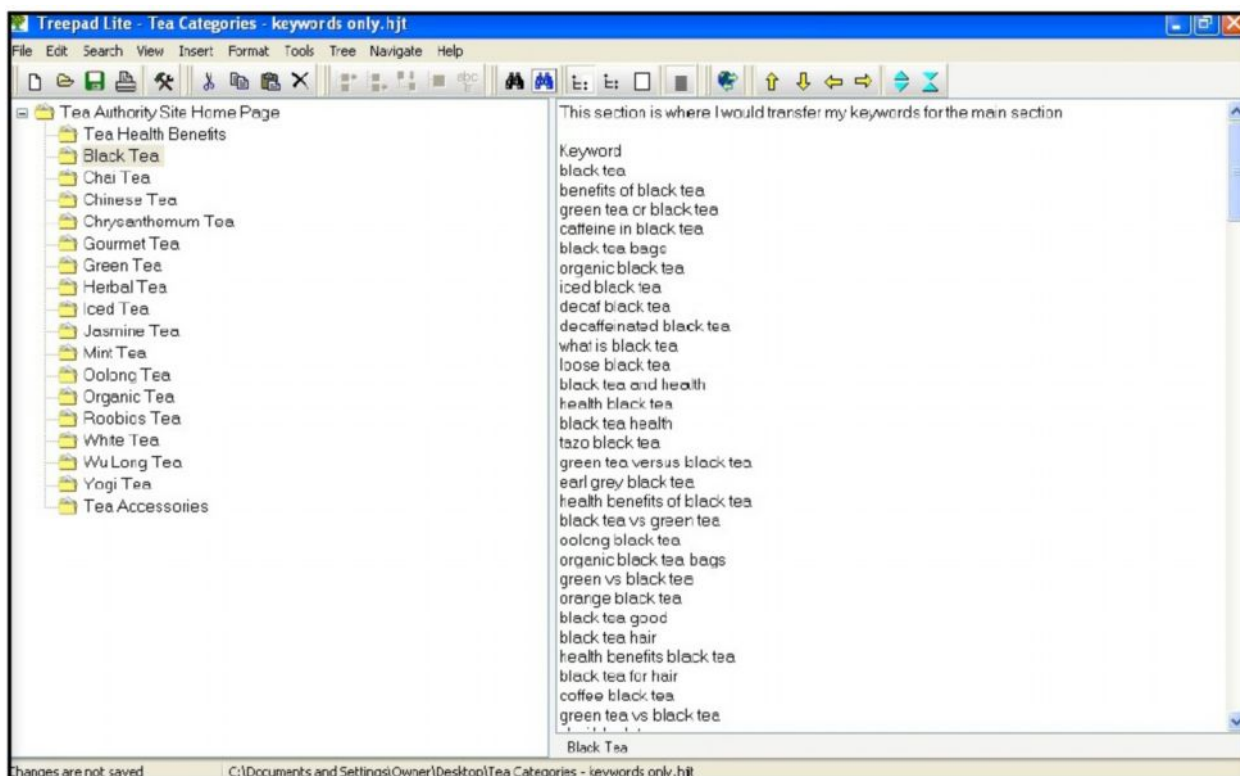 Treepad Lite - Tea Categories - keywords only.hjt
File Edit Search View Insert Format Tools Tree Navigate Help
Tea Authority Site Home Page
Tea Health Benefits
Black Tea
Chai Tea
Chinese Tea
Chrysanthemum Tea
Gourmet Tea
Green Tea
Herbal Tea
Iced Tea
Jasmine Tea
Mint Tea
Oolong Tea
Organic Tea
Roobios Tea
White Tea
Wu Long Tea
Yogi Tea
Tea Accessories
This section is where I would transfer my keywords for the main section
Keyword
black tea
benefits of black tea
green tea or black tea
caffeine in black tea
black tea bags
organic black tea
iced black tea
decaf black tea
decaffeinated black tea
what is black tea
loose black tea
black tea and health
health black tea
black tea health
tazo black tea
green tea versus black tea
earl grey black tea
health benefits of black tea
black tea vs green tea
oolong black tea
organic black tea bags
green vs black tea
orange black tea
black tea good
black tea hair
health benefits black tea
black tea for hair
coffee black tea
green tea vs black tea
Black Tea
Changes are not saved C:\Documents and Settings\Owner\Desktop\Tea Categories - keywords only.hjt